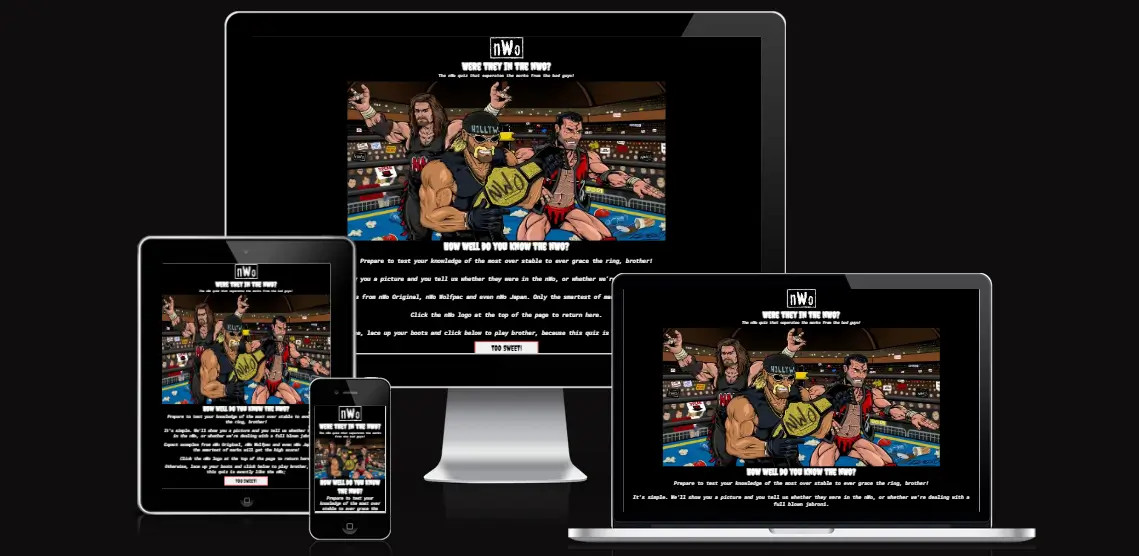 nWo
WERE THEY IN THE NWO?
The nWo quiz that separates the marks from the bad guys!
HILLYW
NWO
HOW WELL DO YOU KNOW THE NWO?
Prepare to test your knowledge of the most over stable to ever grace the ring, brother!
you a picture and you tell us whether they were in the nWo, or whether we're
from nWo Original, nWo Wolfpac and even nWo Japan. Only the smartest of
Click the nWo logo at the top of the page to return here.
lace up your boots and click below to play brother, because this quiz is
TOO SWEET!
nWo
WERE THEY IN THE NWO?
The nWo quiz that separates the marks from the bad guys!
NWO
HOW WELL DO YOU KNOW THE NWO?
Prepare to test your knowledge of the most over stable to ever grace
the ring, brother!
It's simple. We'll show you a picture and you tell us whether
in the nWo, or whether we're dealing with a full blown jabroni.
Expect examples from nWo Original, nWo Wolfpac and even nWo
the smartest of marks will get the high score!
Click the nWo logo at the top of the page to return here
Otherwise, lace up your boots and click below to play brother,
this quiz is exactly like the nWo;
TOO SWEET!
nWo
WERE THEY IN THE NWO?
The nWo quiz that separates the marks
from the bad guys!
HOW WELL DO YOU KNOW
THE NWO?
Prepare to test your
knowledge of the most over
stable to ever grace the
nWo
WERE THEY IN THE NWO?
The nWo quiz that separates the marks from the bad guys!
HILLYW
NWO
HOW WELL DO YOU KNOW THE NWO?
Prepare to test your knowledge of the most over stable to ever grace the ring, brother!
It's simple. We'll show you a picture and you tell us whether they were in the nWo, or whether we're dealing with a
full blown jabroni.